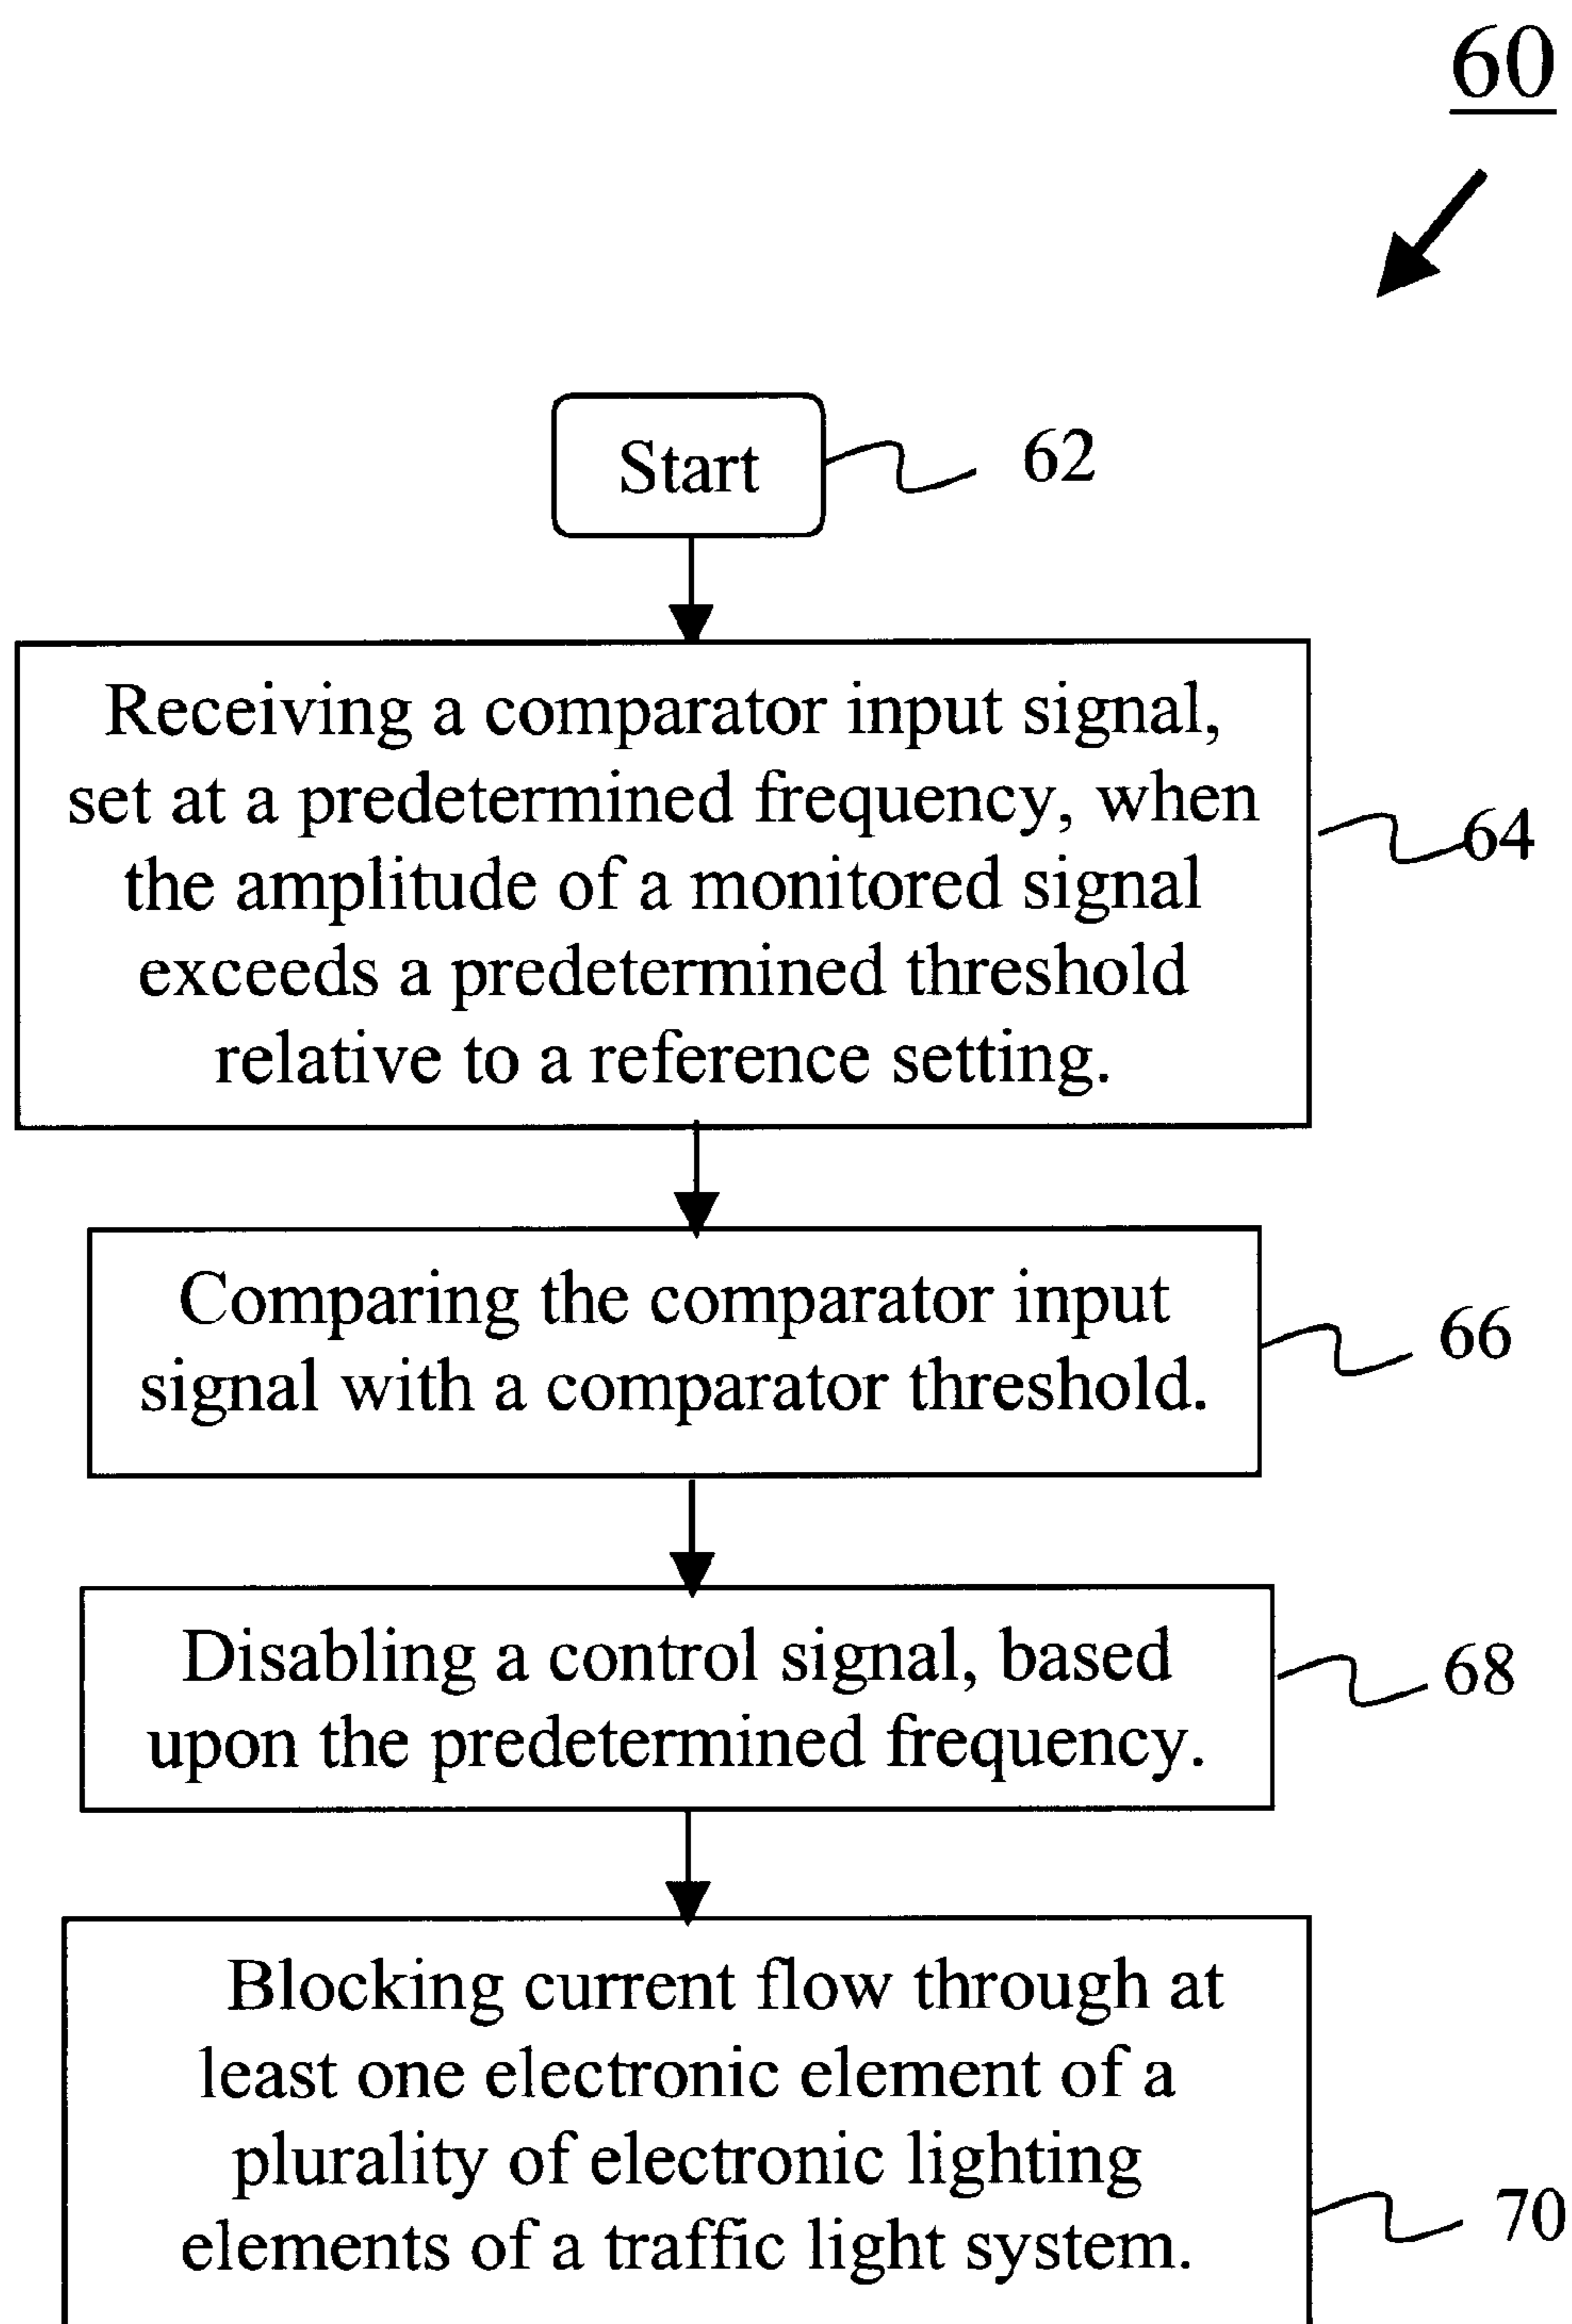 60
Start
62
Receiving a comparator input signal,
set at a predetermined frequency, when
the amplitude of a monitored signal
exceeds a predetermined threshold
relative to a reference setting.
64
Comparing the comparator input
signal with a comparator threshold.
66
Disabling a control signal, based
upon the predetermined frequency.
68
Blocking current flow through at
least one electronic element of a
plurality of electronic lighting
elements of a traffic light system.
70